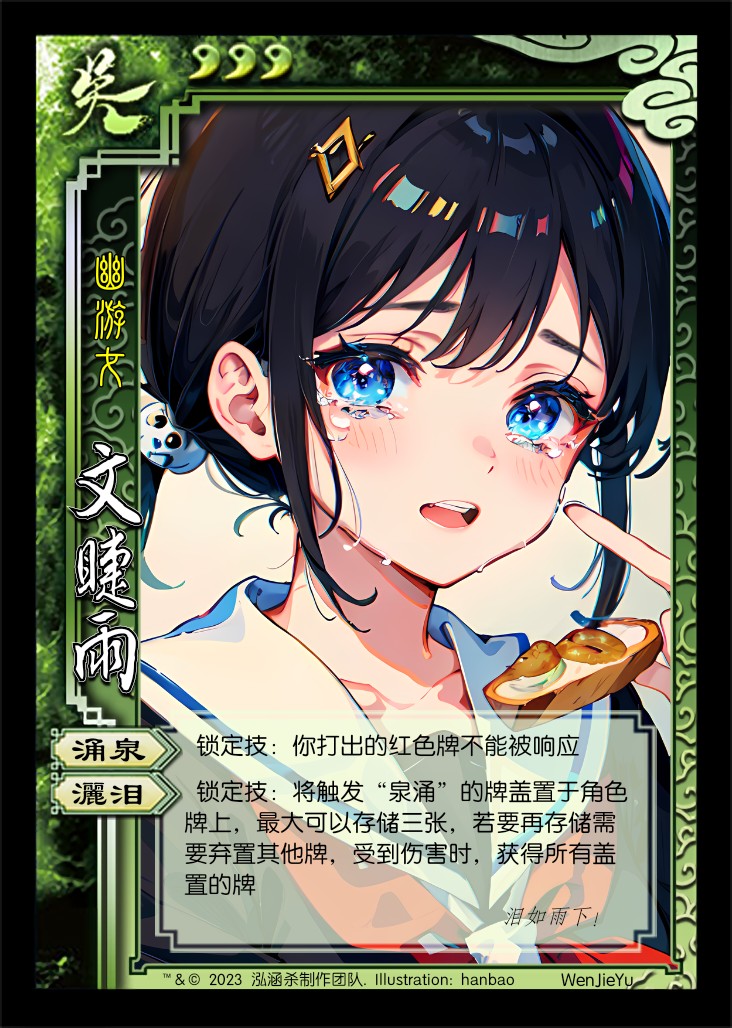 吴
幽游女
文睫雨
涌泉
锁定技：你打出的红色牌不能被响应
灑泪
锁定技：将触发“泉涌”的牌盖置于角色
牌上，最大可以存储三张，若要再存储需
要弃置其他牌，受到伤害时，获得所有盖
置的牌
泪如雨下！
™&© 2023 泓涵杀制作团队. Illustration: hanbao WenJieYu